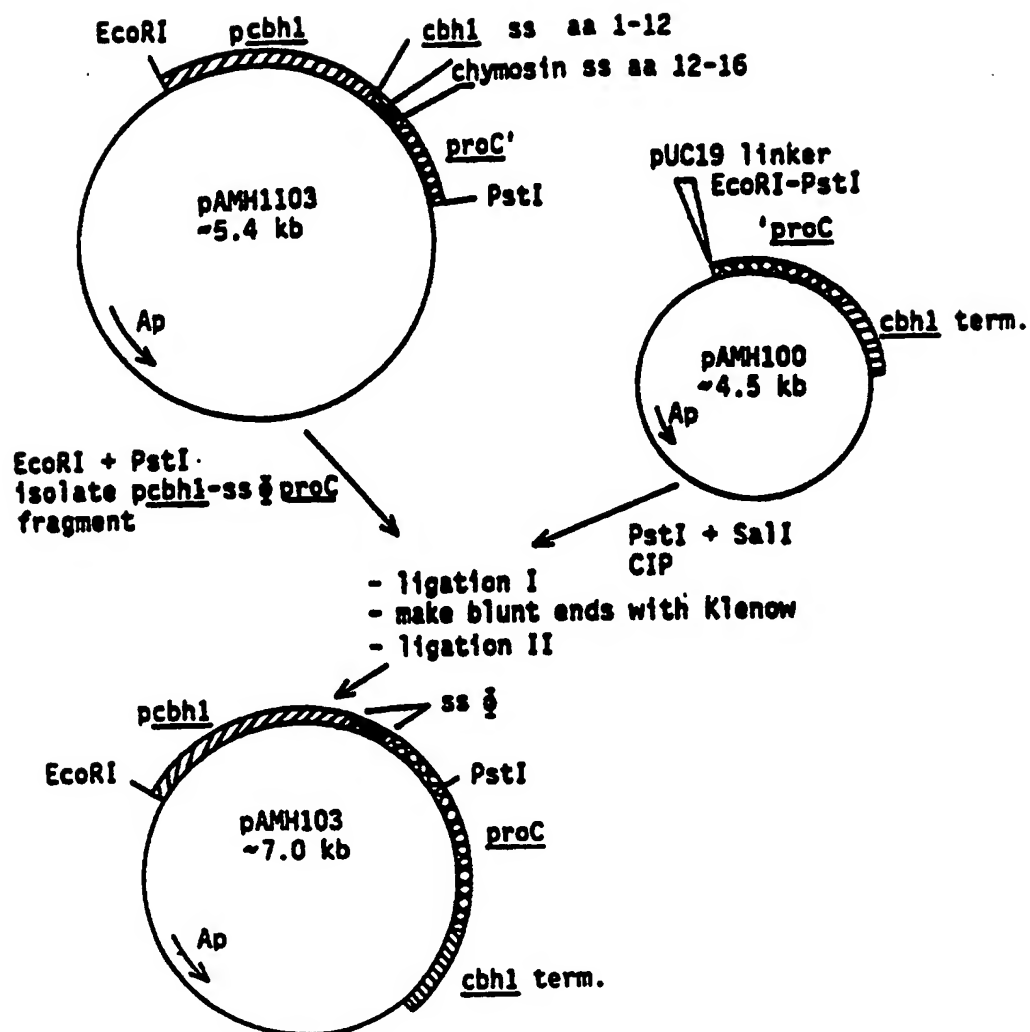 EcoRI
pcbh1
cbh1 ss aa 1-12
chymosin ss aa 12-16
proC'
PstI
pAMH1103
~5.4 kb
Ap
pUC19 linker
EcoRI-PstI
'proC
cbh1 term.
pAMH100
~4.5 kb
Ap
EcoRI + PstI
isolate pcbh1-ss Φ proC
fragment
PstI + SalI
CIP
- ligation I
- make blunt ends with Klenow
- ligation II
pcbh1
ss Φ
EcoRI
PstI
pAMH103
~7.0 kb
proC
Ap
cbh1 term.